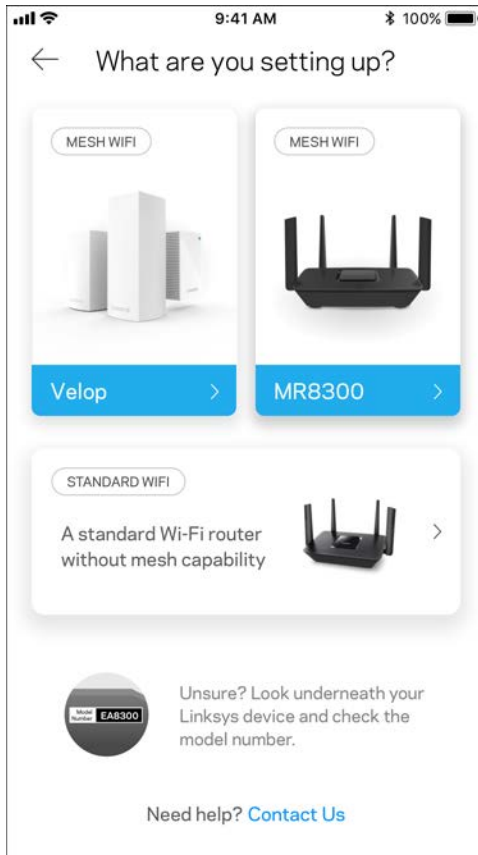 9:41 AM
100%
What are you setting up?
MESH WIFI
MESH WIFI
Velop
MR8300
STANDARD WIFI
A standard Wi-Fi router
without mesh capability
Model
Number
EA8300
Unsure? Look underneath your
Linksys device and check the
model number.
Need help? Contact Us